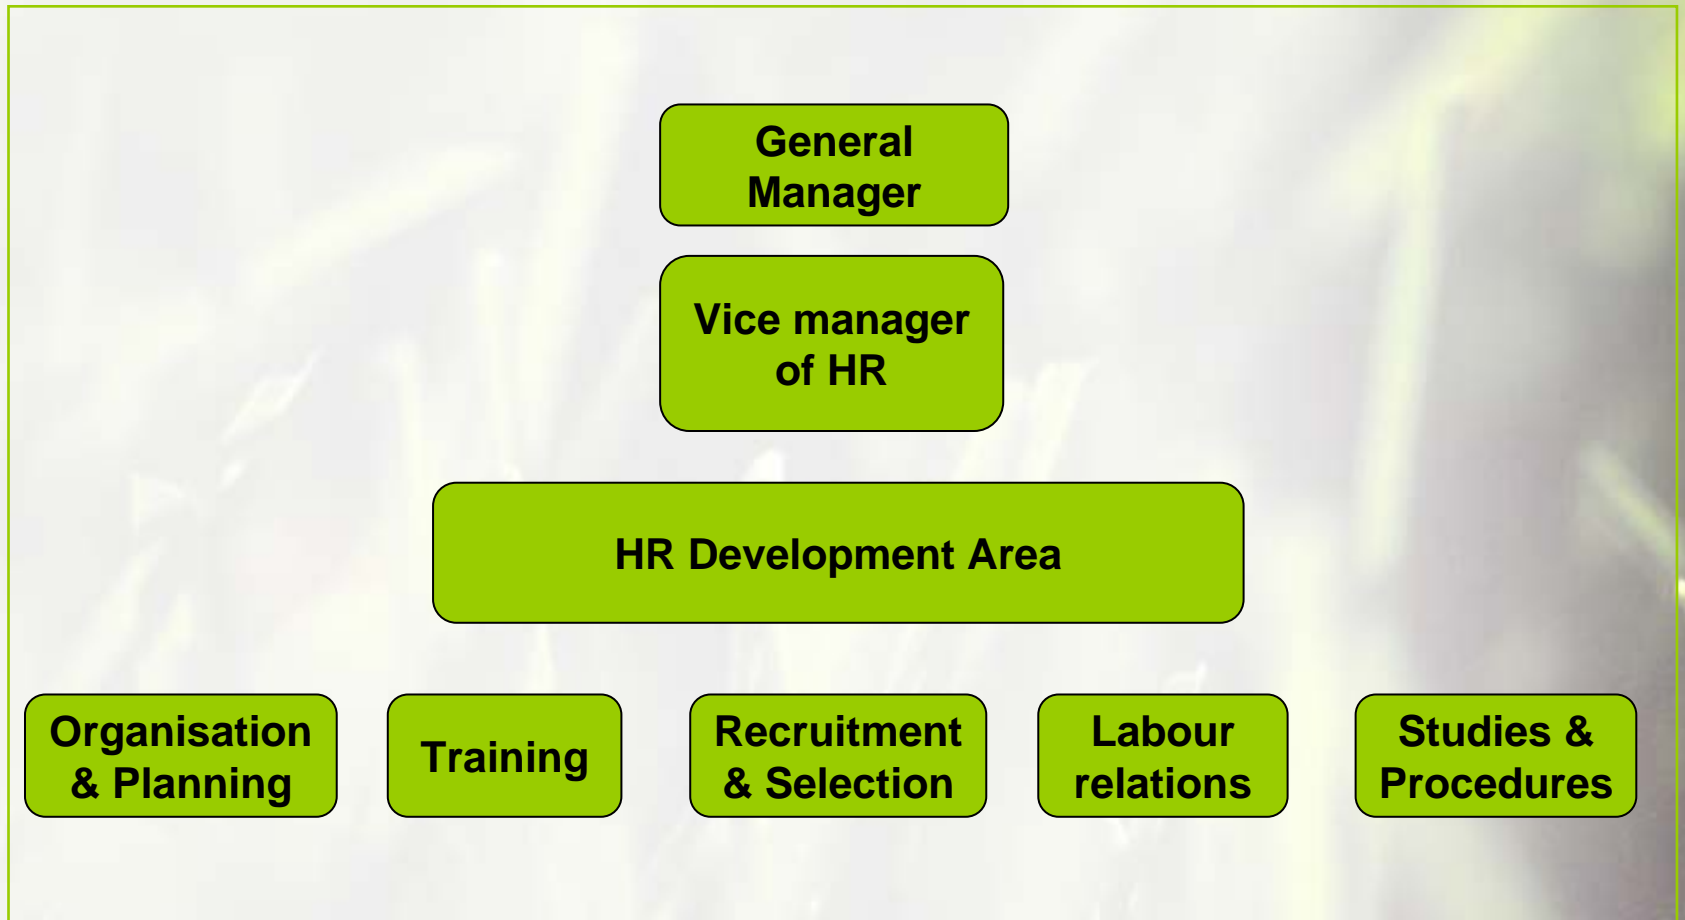 General
Manager
Vice manager
of HR
HR Development Area
Organisation
& Planning
Training
Recruitment
& Selection
Labour
relations
Studies &
Procedures